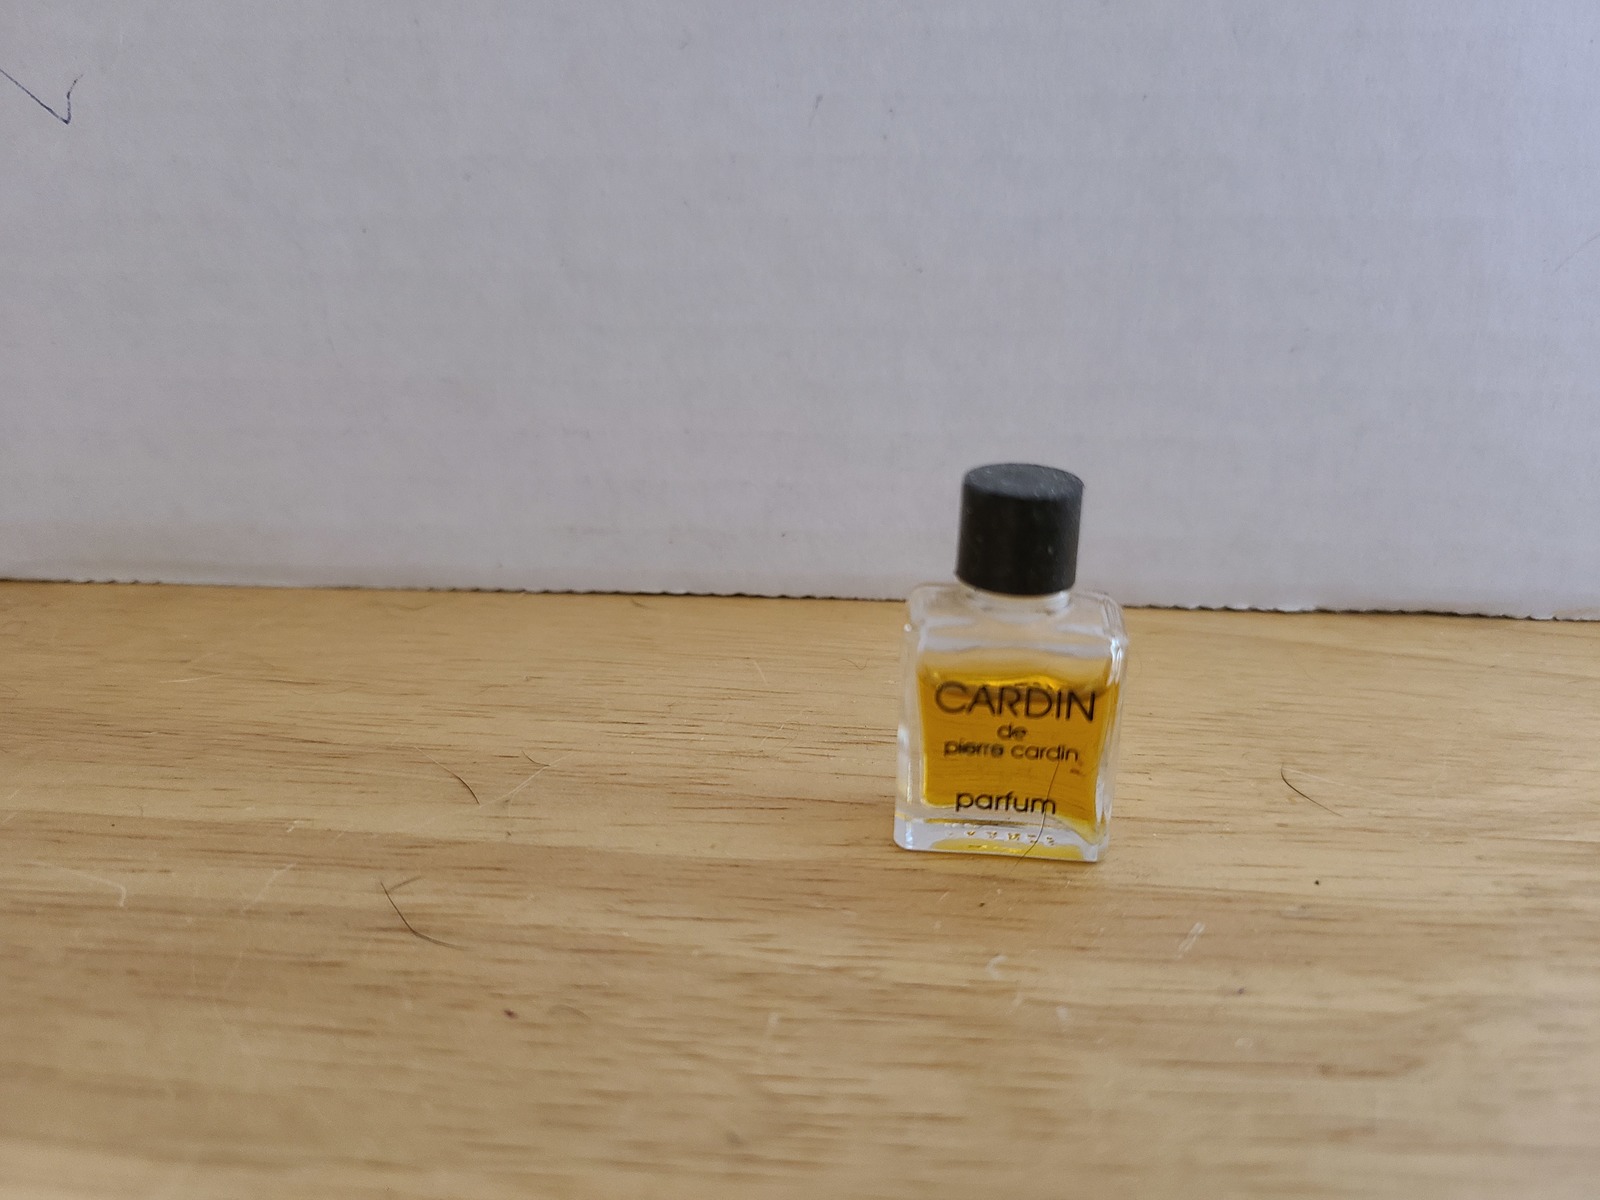 CARDIN
de
pierre cardin
parfum